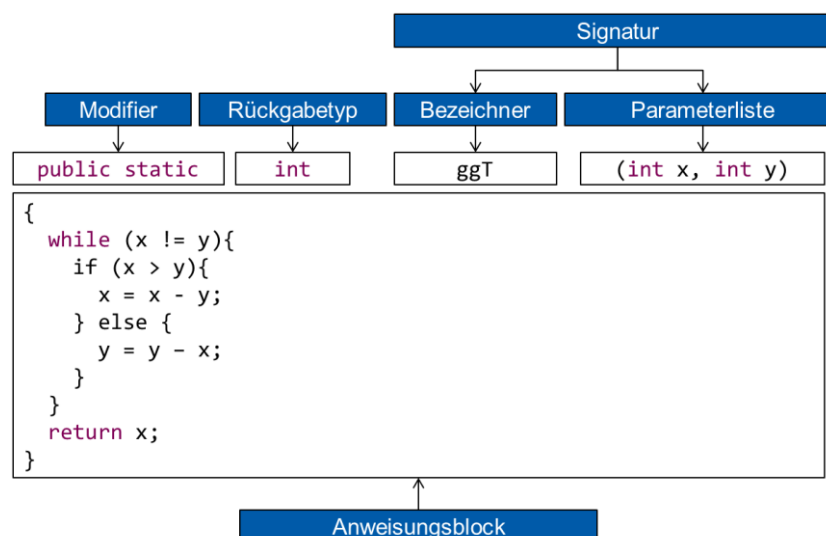 Signatur
Modifier Rückgabetyp Bezeichner Parameterliste
public static int ggT (int x, int y)
{
while (x != y){
if (x > y){
x = x - y;
} else {
y = y – x;
}
}
return x;
}
Anweisungsblock